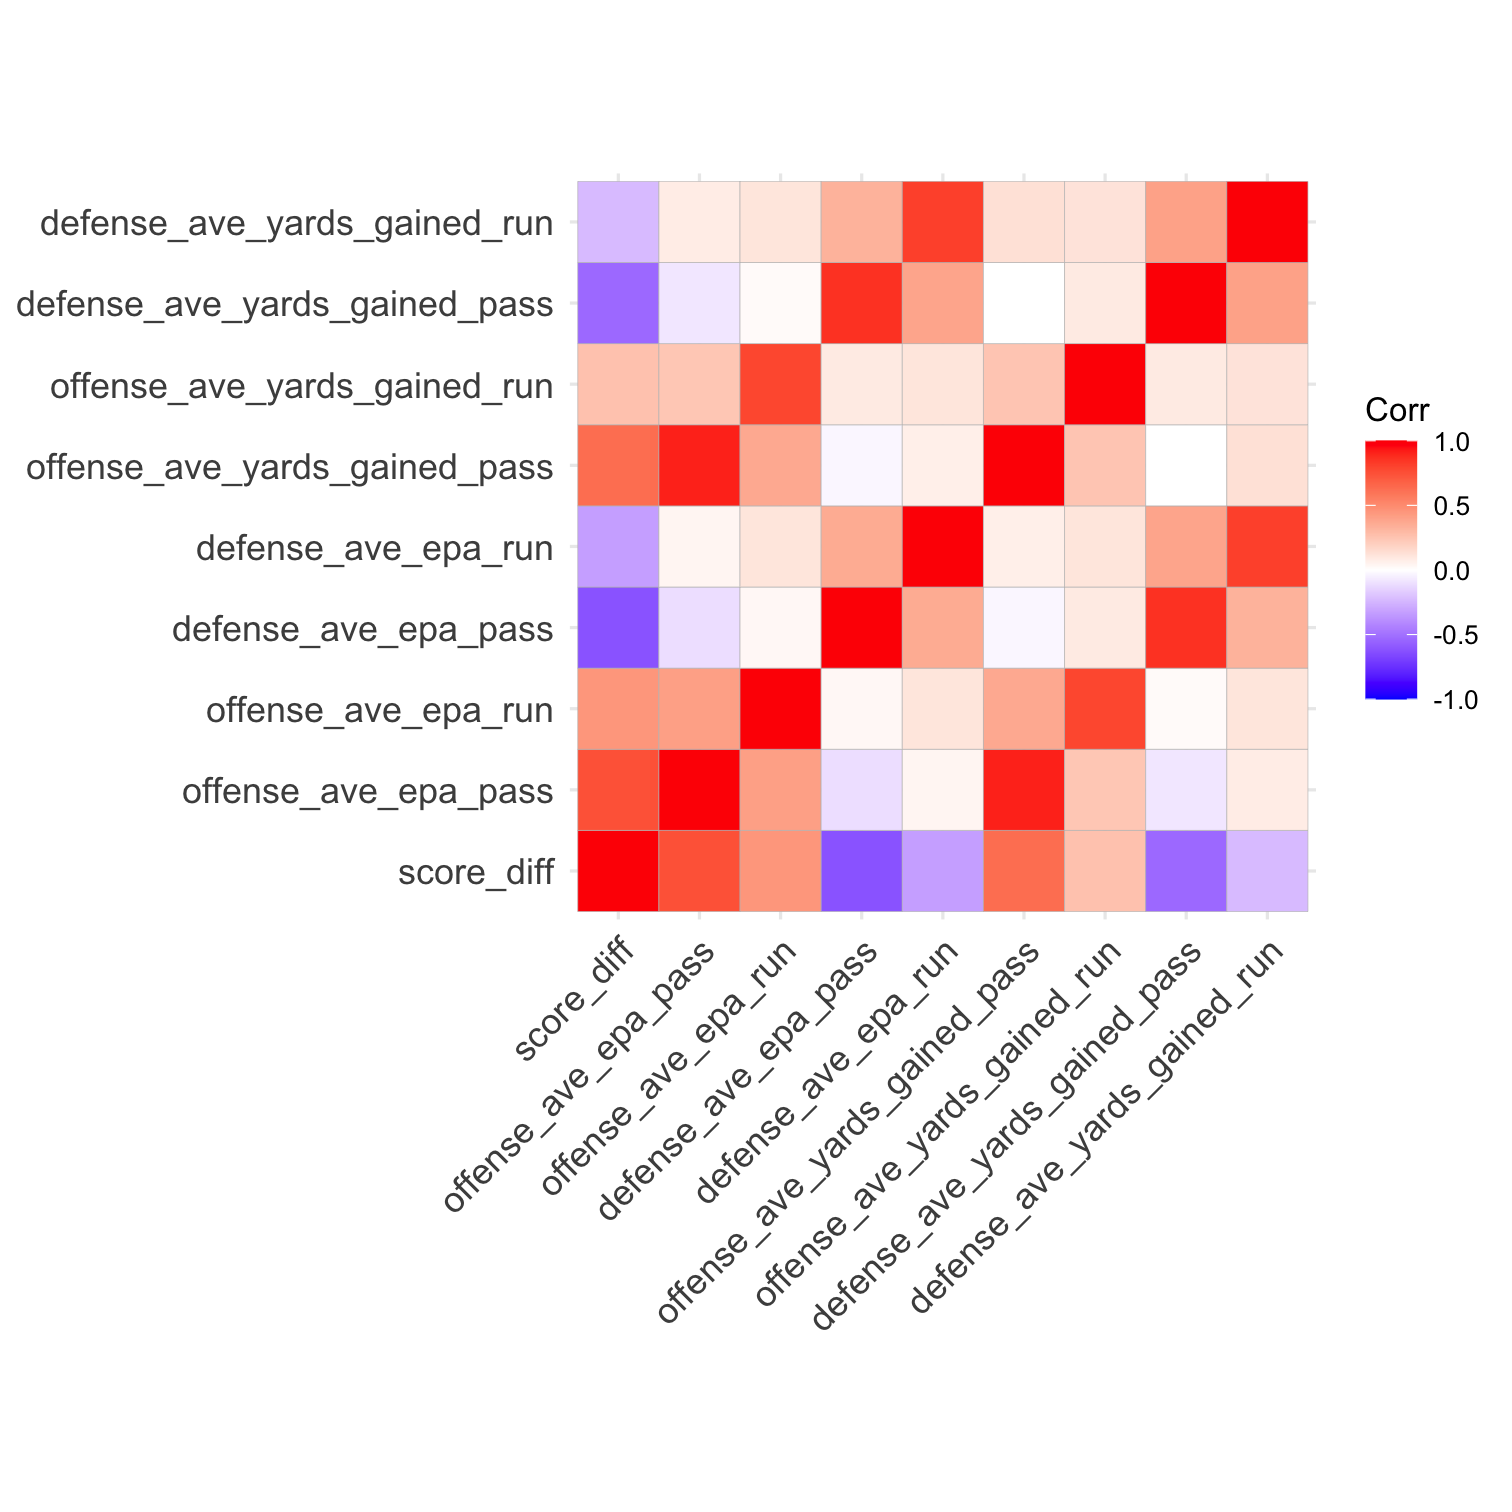 defense_ave_yards_gained_run
defense_ave_yards_gained_pass
offense_ave_yards_gained_run
offense_ave_yards_gained_pass
defense_ave_epa_run
defense_ave_epa_pass
offense_ave_epa_run
offense_ave_epa_pass
score_diff
score_diff
offense_ave_epa_pass
offense_ave_epa_run
defense_ave_epa_pass
defense_ave_epa_run
offense_ave_yards_gained_pass
offense_ave_yards_gained_run
defense_ave_yards_gained_pass
defense_ave_yards_gained_run
Corr
1.0
0.5
0.0
-0.5
-1.0